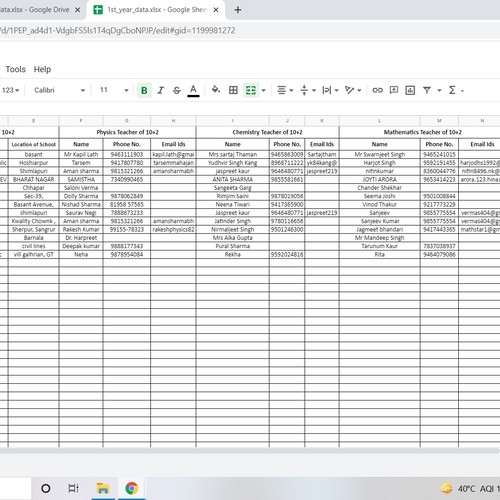 data.xlsx - Google Drive × 1st_year_data.xlsx - Google Shee × +
/d/1PEP_ad4d1-VdgbFS5Is1T4qDgCboNPJP/edit#gid=1199981272
Tools Help
123 Calibri 11 B I S A
E F G H I J K L M N
10+2 Physics Teacher of 10+2 Chemistry Teacher of 10+2 Mathematics Teacher of 10+2
Location of School Name Phone No. Email Ids Name Phone No. Email Ids Name Phone No. Email Ids
basant Mr Kapil Lath 9463111903 kapil.lath@gmai Mrs sartaj Thaman 9465863009 Sartajtham Mr Swarnjeet Singh 9465241015
Hoshiarpur Tarsem 9417807780 tarsemmahajan Yudhvir Singh Kang 8968711222 yk84kang@ Harjot Singh 9592191455 harjodhs1992@
Shimlapuri Aman sharma 9815321266 amansharmabh jaspreet kaur 9646480771 jaspreet219 nitinkumar 8360044776 nitin8496.nk@
BHARAT NAGAR SAMISTHA 7340990465 ANITA SHARMA 9855581661 JOYTI ARORA 9653414223 arora.123.hina
Chhapar Saloni Verma Sangeeta Garg Chander Shekhar
Sec-39, Dolly Sharma 9878062849 Rimjim Saini 9878019056 Seema Joshi 9501008844
Basant Avenue, Nishad Sharma 81958 57565 Neena Tiwari 9417365900 Vinod Thakur 9217773229
shimlapuri Saurav Negi 7888673233 Jaspreet kaur 9646480771 jaspreet219 Sanjeev 9855775554 vermas404@g
Kwality Chowk , Aman Sharma 9815321266 amansharmabh Jatinder Singh 9780116656 Sanjeev Kumar 9855775554 vermas404@g
Sherpur, Sangrur Rakesh Kumar 99155-78323 rakeshphysics82 Nirmaljeet Singh 9501246300 Jagmeet bhandari 9417443365 mathstar1@gm
Barnala Dr. Harpreet Mrs Alka Gupta Mr Mandeep Singh
civil lines Deepak kumar 9888177343 Pural Sharma Tarunum Kaur 7837038937
vill galhrian, GT Neha 9878954084 Rekha 9592024816 Rita 9464079086
40°C AQI 1